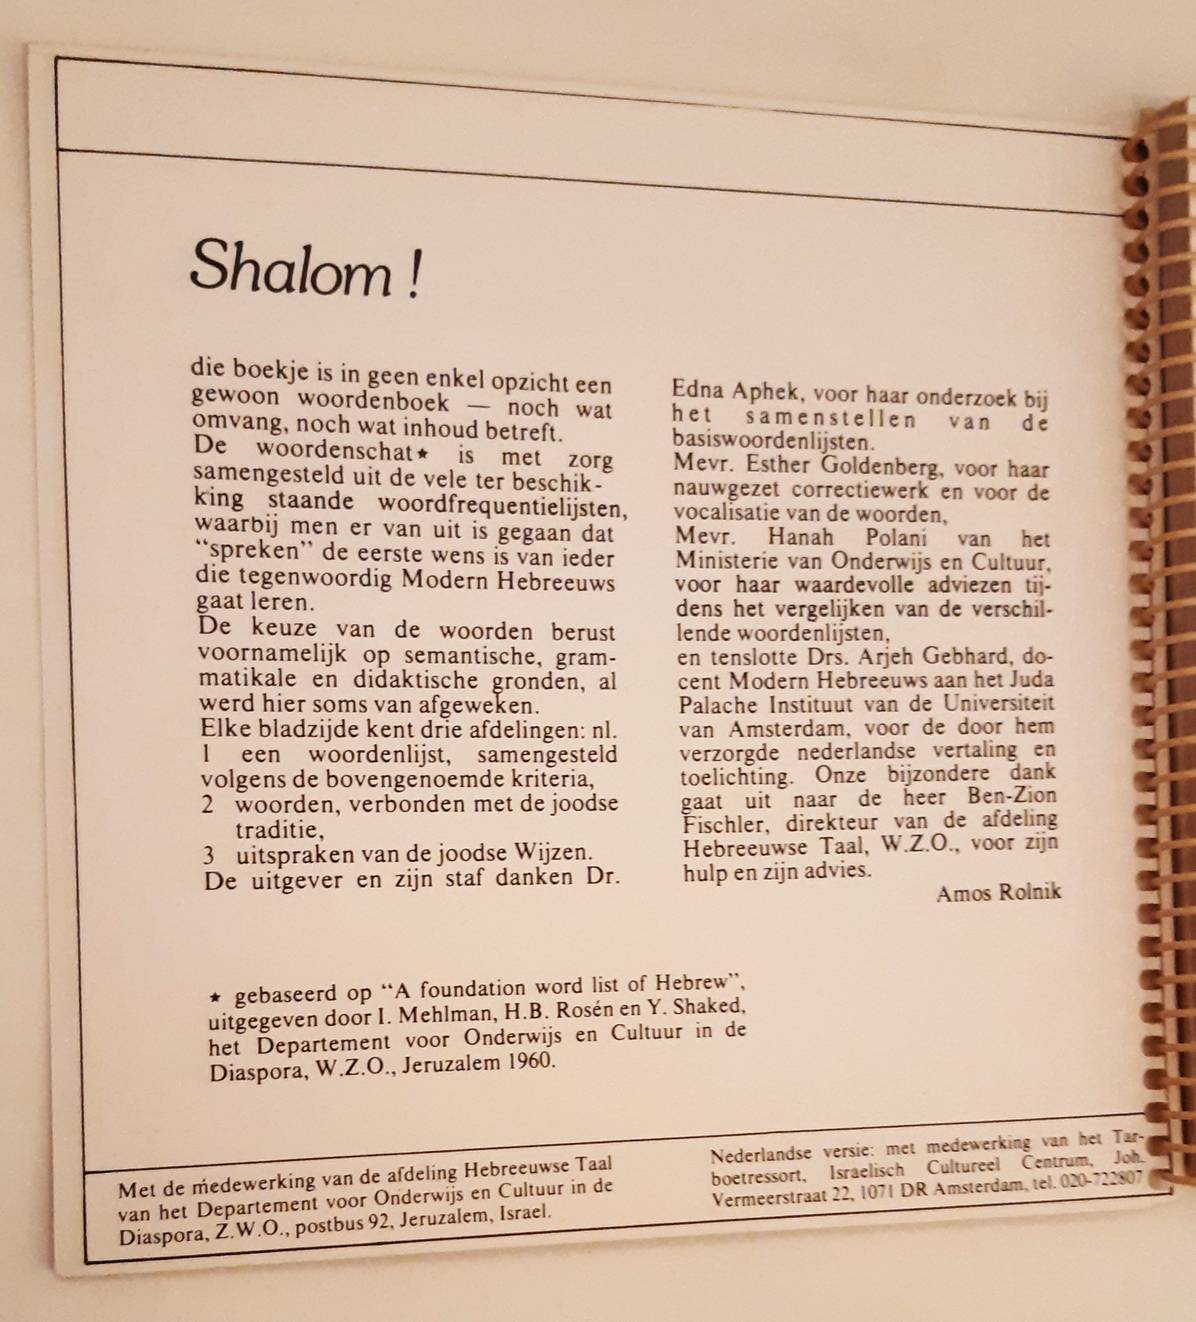 Shalom !
die boekje is in geen enkel opzicht een
gewoon woordenboek — noch wat
omvang, noch wat inhoud betreft.
De woordenschat★ is met zorg
samengesteld uit de vele ter beschik-
king staande woordfrequentielijsten,
waarbij men er van uit is gegaan dat
“spreken” de eerste wens is van ieder
die tegenwoordig Modern Hebreeuws
gaat leren.
De keuze van de woorden berust
voornamelijk op semantische, gram-
matikale en didaktische gronden, al
werd hier soms van afgeweken.
Elke bladzijde kent drie afdelingen: nl.
1 een woordenlijst, samengesteld
volgens de bovengenoemde kriteria,
2 woorden, verbonden met de joodse
traditie,
3 uitspraken van de joodse Wijzen.
De uitgever en zijn staf danken Dr.
Edna Aphek, voor haar onderzoek bij
het samenstellen van de
basiswoordenlijsten.
Mevr. Esther Goldenberg, voor haar
nauwgezet correctiewerk en voor de
vocalisatie van de woorden,
Mevr. Hanah Polani van het
Ministerie van Onderwijs en Cultuur,
voor haar waardevolle adviezen tij-
dens het vergelijken van de verschil-
lende woordenlijsten,
en tenslotte Drs. Arjeh Gebhard, do-
cent Modern Hebreeuws aan het Juda
Palache Instituut van de Universiteit
van Amsterdam, voor de door hem
verzorgde nederlandse vertaling en
toelichting. Onze bijzondere dank
gaat uit naar de heer Ben-Zion
Fischler, direkteur van de afdeling
Hebreeuwse Taal, W.Z.O., voor zijn
hulp en zijn advies.
Amos Rolnik
★ gebaseerd op “A foundation word list of Hebrew”,
uitgegeven door I. Mehlman, H.B. Rosén en Y. Shaked,
het Departement voor Onderwijs en Cultuur in de
Diaspora, W.Z.O., Jeruzalem 1960.
Met de medewerking van de afdeling Hebreeuwse Taal
van het Departement voor Onderwijs en Cultuur in de
Diaspora, Z.W.O., postbus 92, Jeruzalem, Israel.
Nederlandse versie: met medewerking van het Tar-
boetressort, Israelisch Cultureel Centrum, Joh.
Vermeerstraat 22, 1071 DR Amsterdam, tel. 020-722807